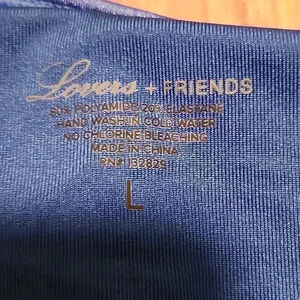 Lovers + FRIENDS
80% POLYAMIDE 20% ELASTANE
HAND WASH IN COLD WATER
NO CHLORINE BLEACHING
MADE IN CHINA
RN# 132829
L